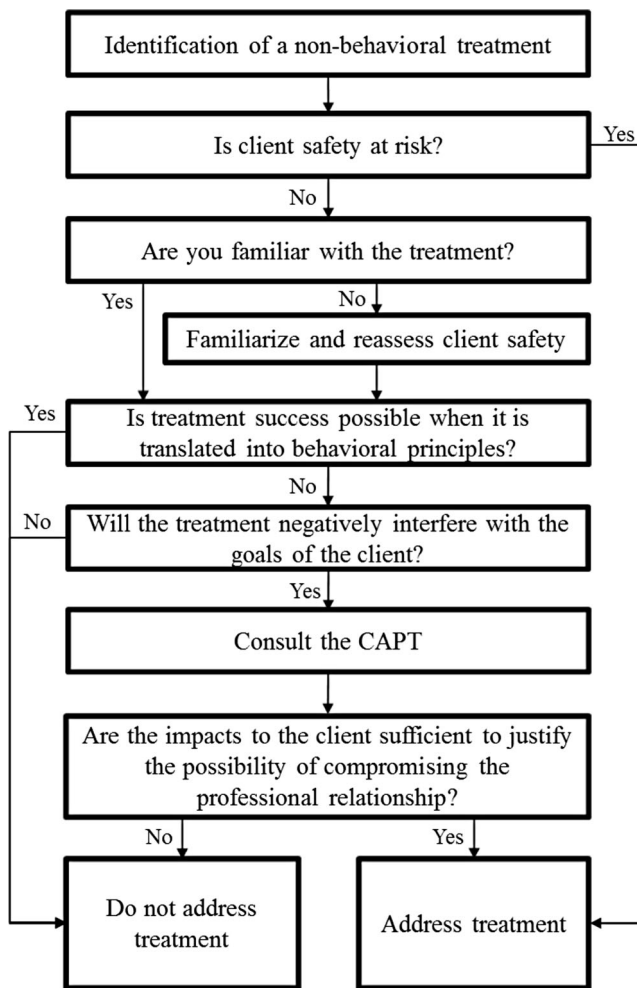 Identification of a non-behavioral treatment
Is client safety at risk?
Yes
No
Are you familiar with the treatment?
Yes
No
Familiarize and reassess client safety
Yes
Is treatment success possible when it is
translated into behavioral principles?
No
No
Will the treatment negatively interfere with the
goals of the client?
Yes
Consult the CAPT
Are the impacts to the client sufficient to justify
the possibility of compromising the
professional relationship?
No
Yes
Do not address
treatment
Address treatment